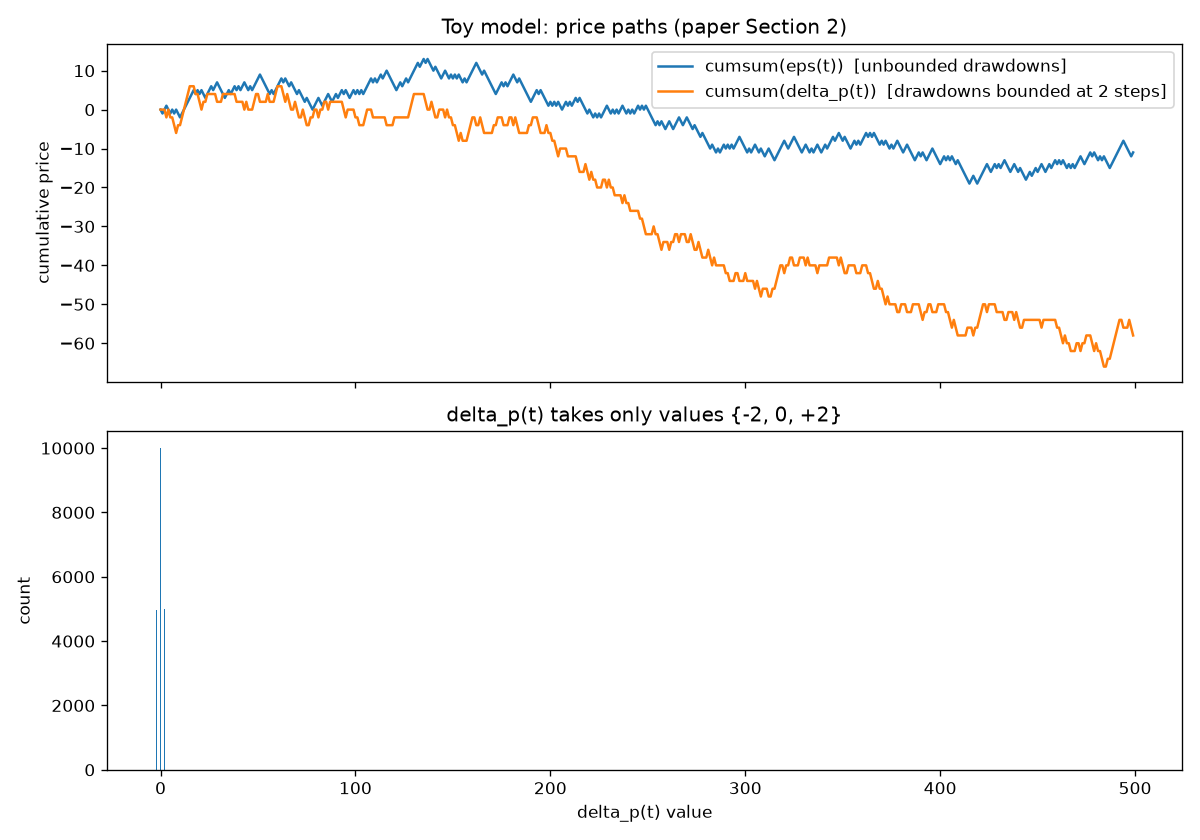 Toy model: price paths (paper Section 2)
cumsum(eps(t))  [unbounded drawdowns]
cumsum(delta_p(t))  [drawdowns bounded at 2 steps]
cumulative price
10
0
−10
−20
−30
−40
−50
−60
delta_p(t) takes only values {-2, 0, +2}
count
10000
8000
6000
4000
2000
0
0 100 200 300 400 500
delta_p(t) value